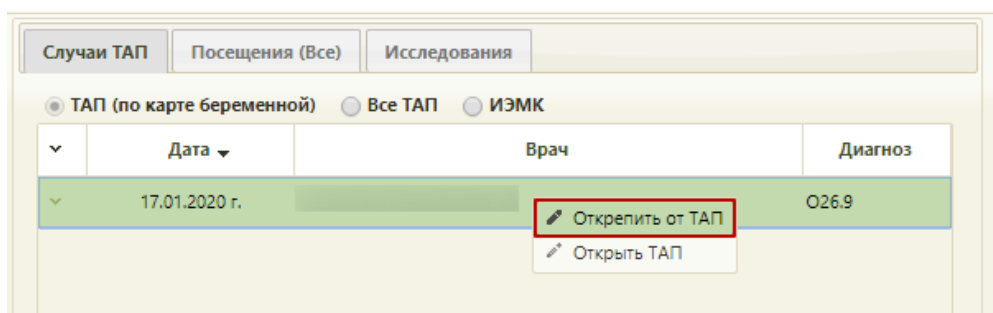 Случаи ТАП Посещения (Все) Исследования
ТАП (по карте беременной) Все ТАП ИЭМК
Дата Врач Диагноз
17.01.2020 г. O26.9
Открепить от ТАП
Открыть ТАП